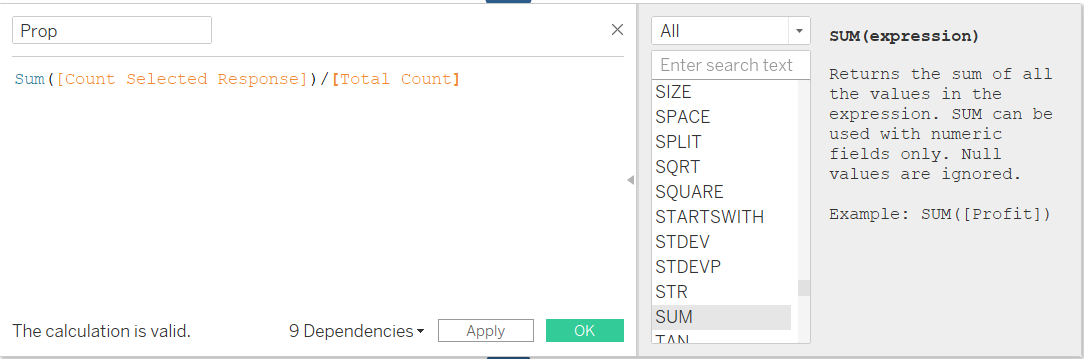 Prop
Sum([Count Selected Response])/[Total Count]
The calculation is valid.
9 Dependencies
Apply
OK
All
Enter search text
SIZE
SPACE
SPLIT
SQRT
SQUARE
STARTSWITH
STDEV
STDEVP
STR
SUM
TAN
SUM(expression)
Returns the sum of all
the values in the
expression. SUM can be
used with numeric
fields only. Null
values are ignored.
Example: SUM([Profit])